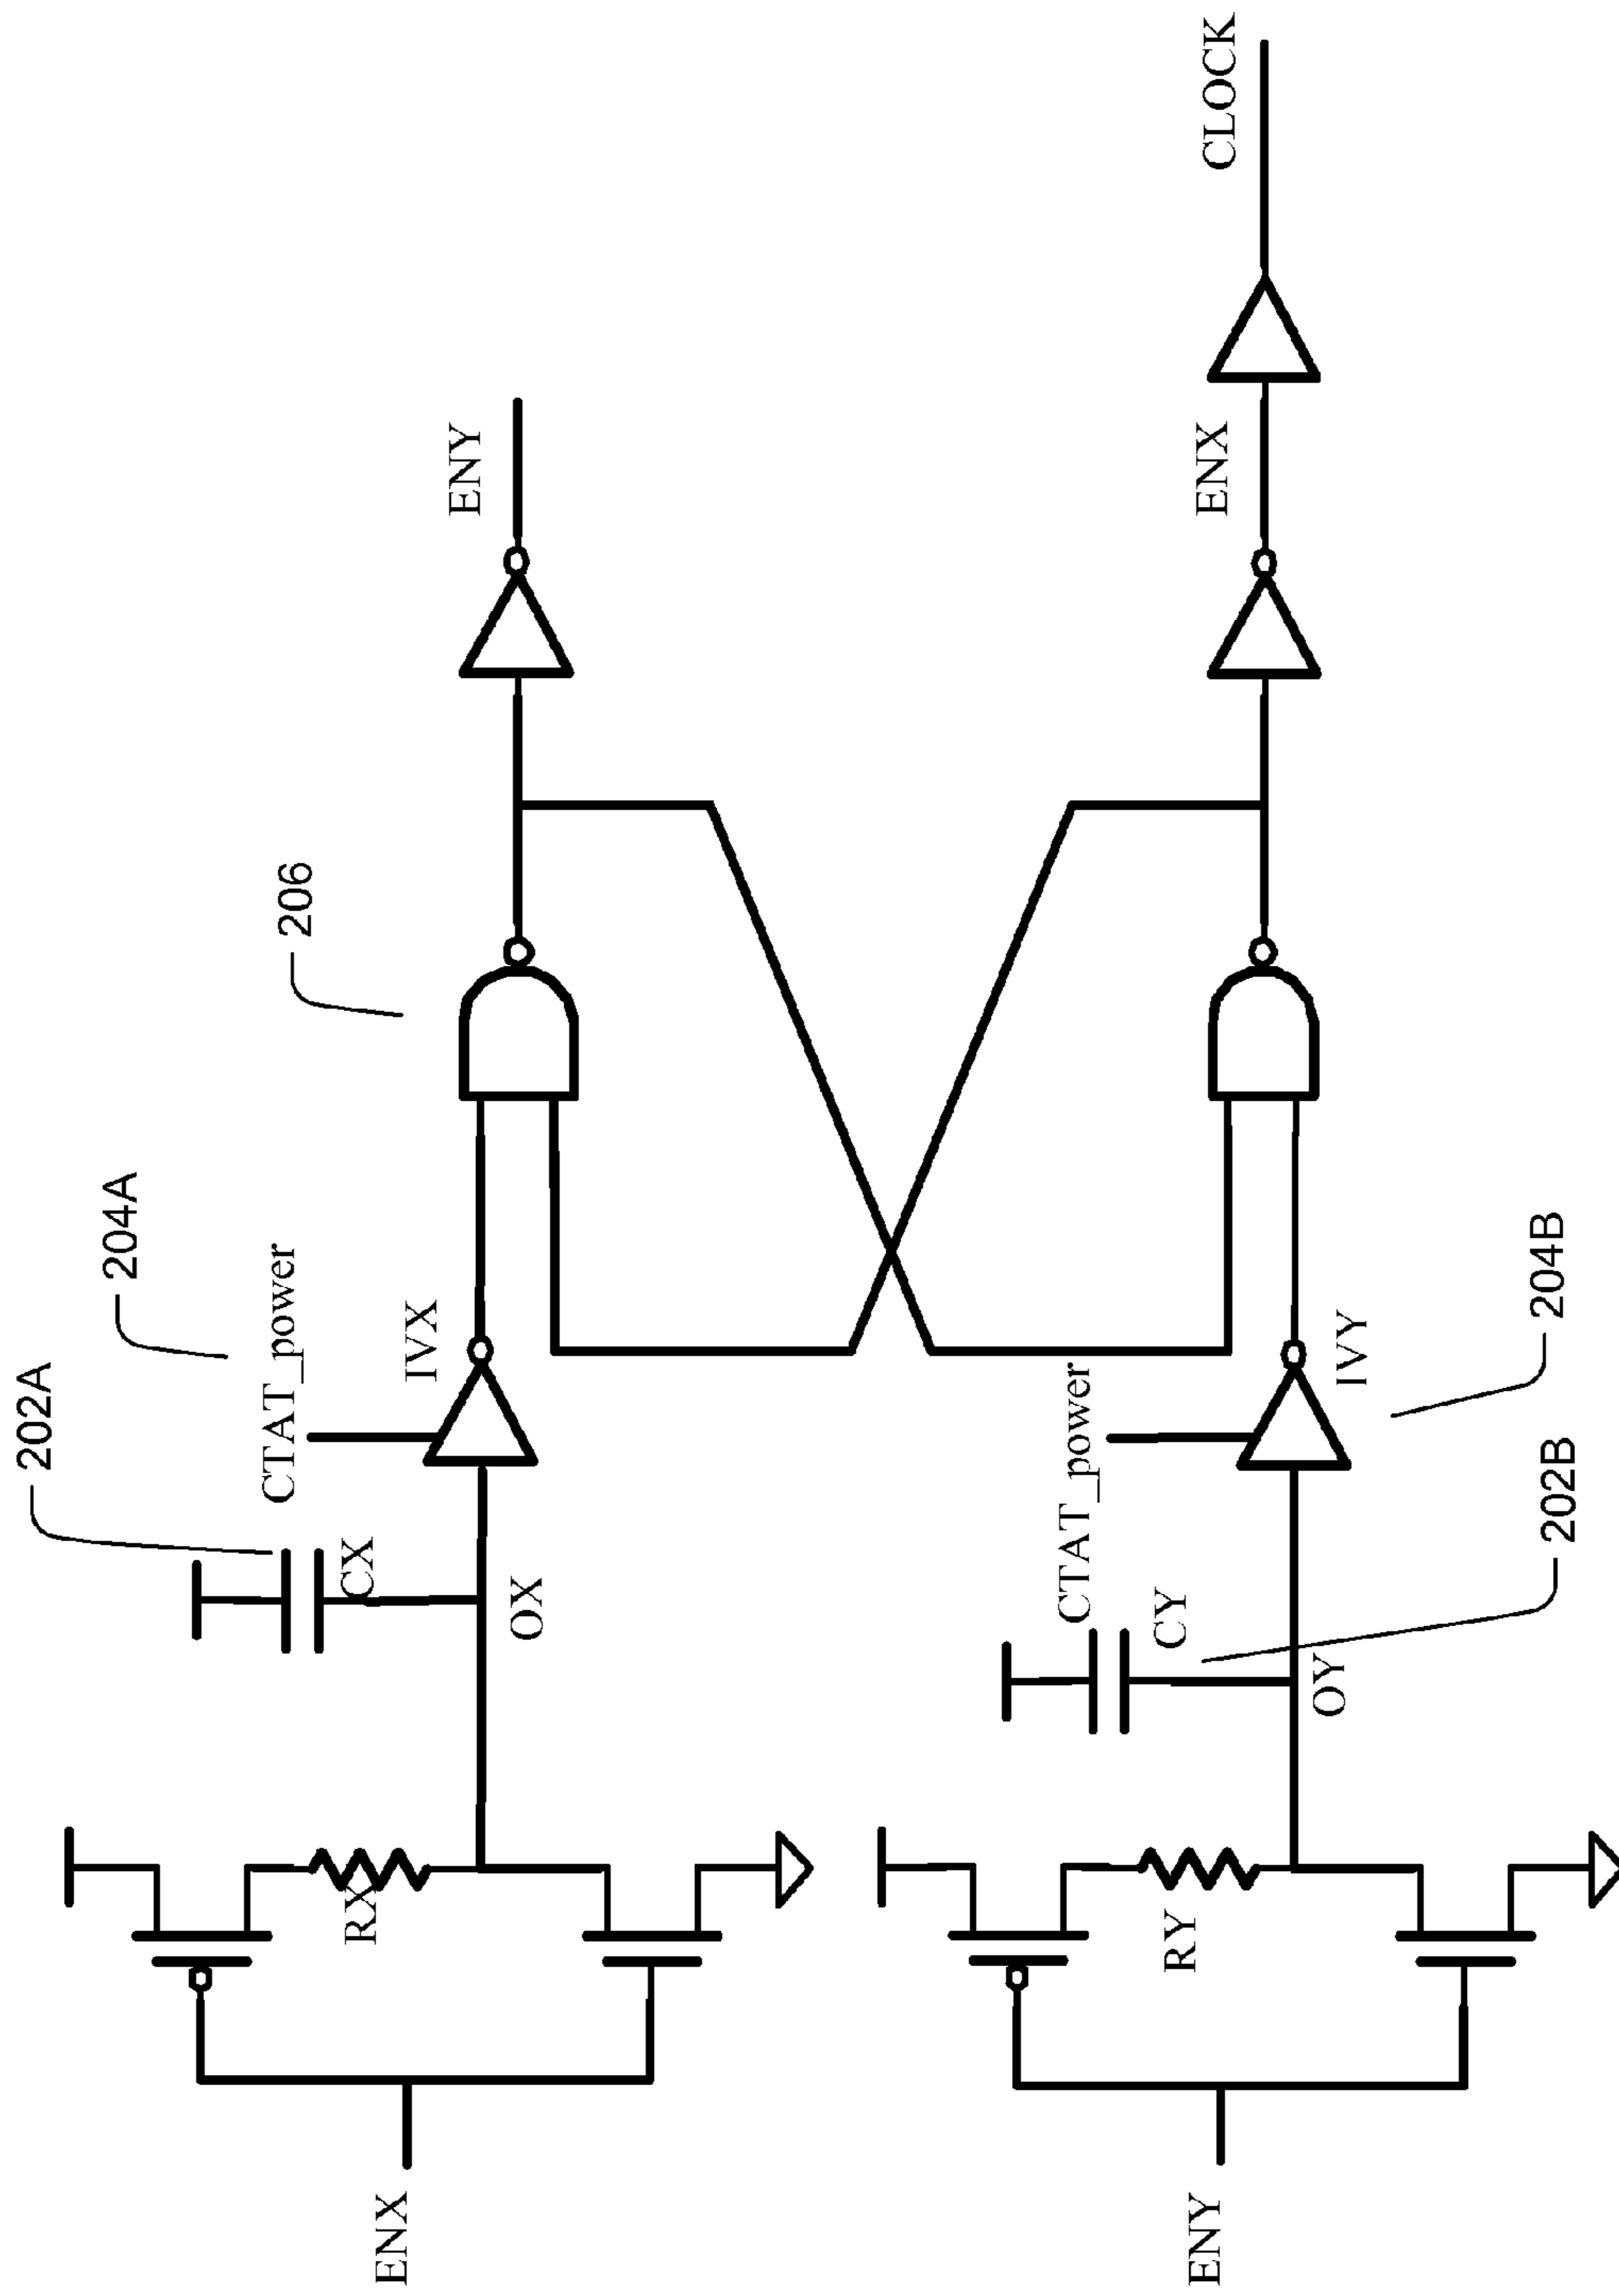 202A
204A
206
CTAT_power
IVX
CX
OX
RX
ENX
ENY
CTAT_power
CY
IVY
OY
RY
ENY
ENX
CLOCK
204B
202B